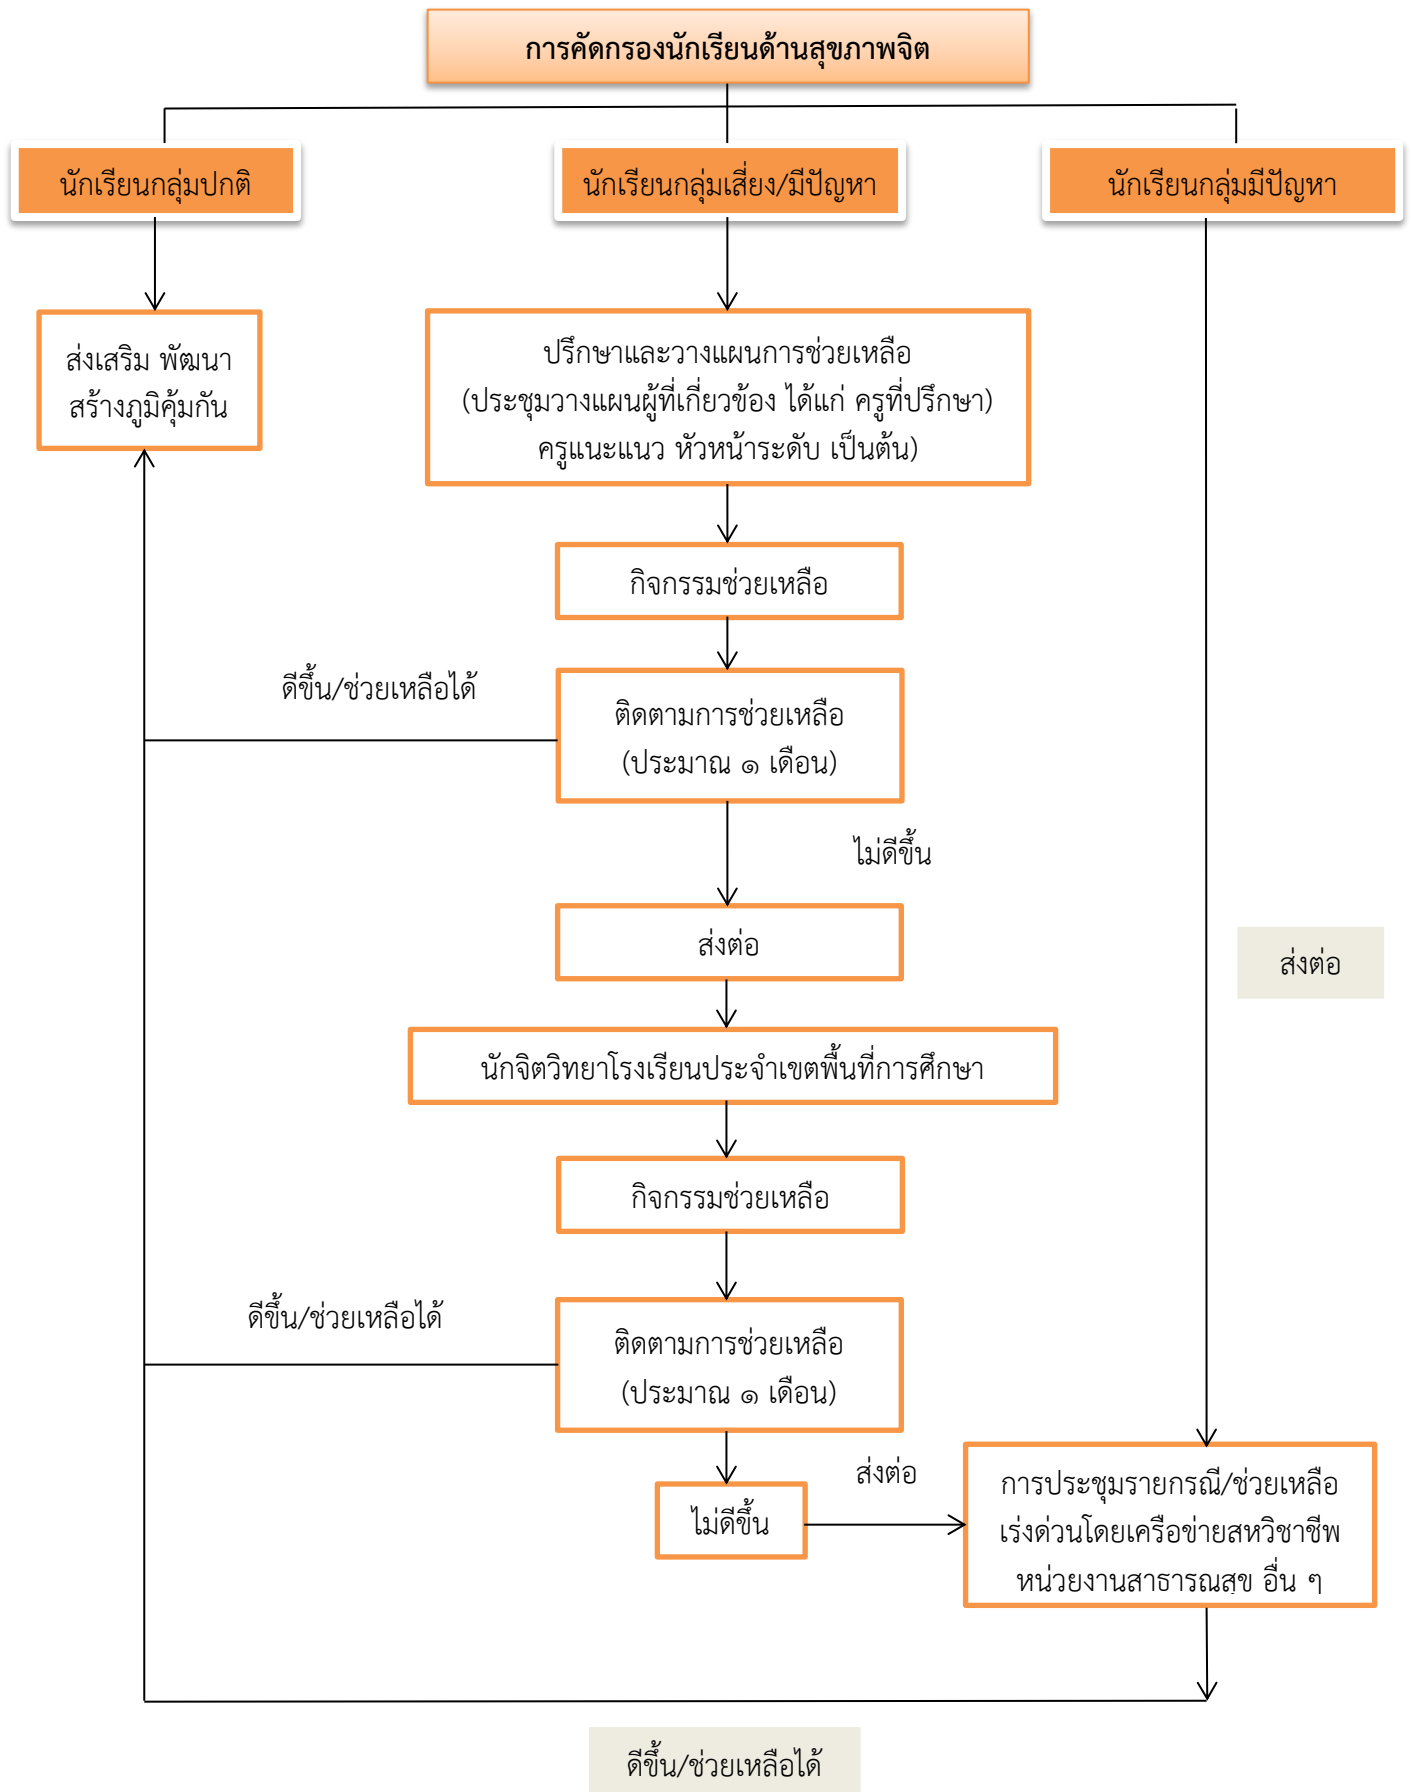 การคัดกรองนักเรียนด้านสุขภาพจิต
นักเรียนกลุ่มปกติ
นักเรียนกลุ่มเสี่ยง/มีปัญหา
นักเรียนกลุ่มมีปัญหา
ส่งเสริม พัฒนา
สร้างภูมิคุ้มกัน
ปรึกษาและวางแผนการช่วยเหลือ
(ประชุมวางแผนผู้ที่เกี่ยวข้อง ได้แก่ ครูที่ปรึกษา)
ครูแนะแนว หัวหน้าระดับ เป็นต้น)
กิจกรรมช่วยเหลือ
ดีขึ้น/ช่วยเหลือได้
ติดตามการช่วยเหลือ
(ประมาณ ๑ เดือน)
ไม่ดีขึ้น
ส่งต่อ
ส่งต่อ
นักจิตวิทยาโรงเรียนประจำเขตพื้นที่การศึกษา
กิจกรรมช่วยเหลือ
ดีขึ้น/ช่วยเหลือได้
ติดตามการช่วยเหลือ
(ประมาณ ๑ เดือน)
ไม่ดีขึ้น
ส่งต่อ
การประชุมรายกรณี/ช่วยเหลือ
เร่งด่วนโดยเครือข่ายสหวิชาชีพ
หน่วยงานสาธารณสุข อื่น ๆ
ดีขึ้น/ช่วยเหลือได้